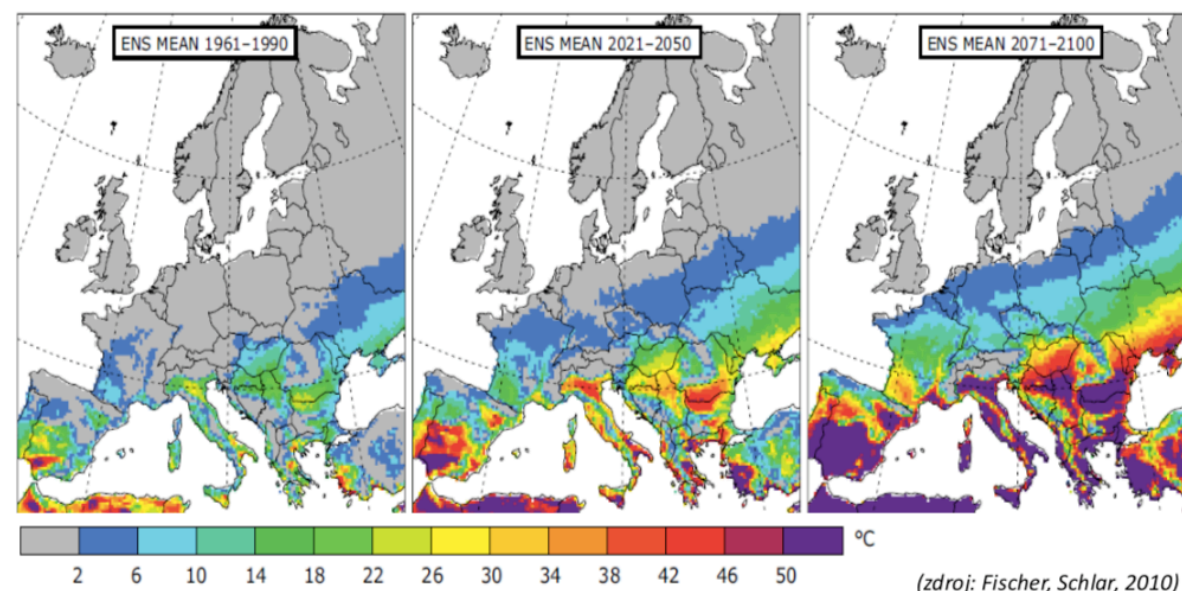 ENS MEAN 1961–1990
ENS MEAN 2021–2050
ENS MEAN 2071–2100
2 6 10 14 18 22 26 30 34 38 42 46 50 °C
(zdroj: Fischer, Schlar, 2010)